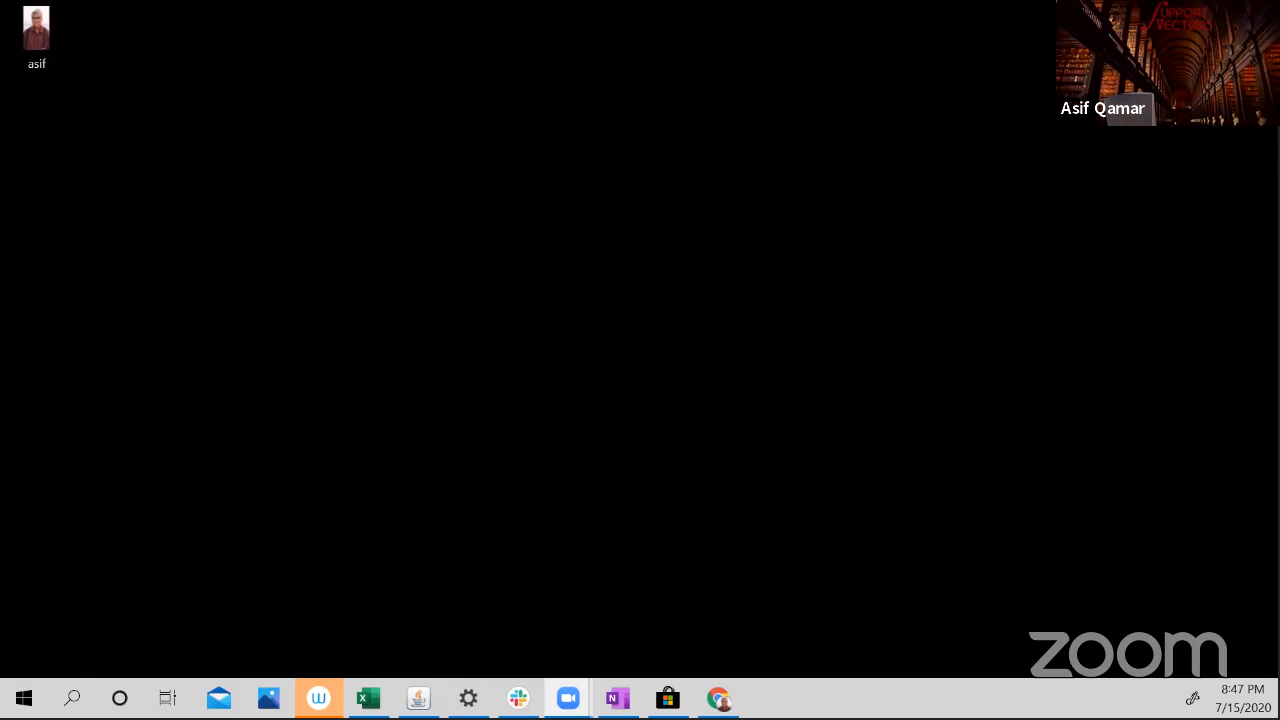 asif
SUPPORT
VECTORS
Asif Qamar
zoom
8:47 PM
7/15/2020